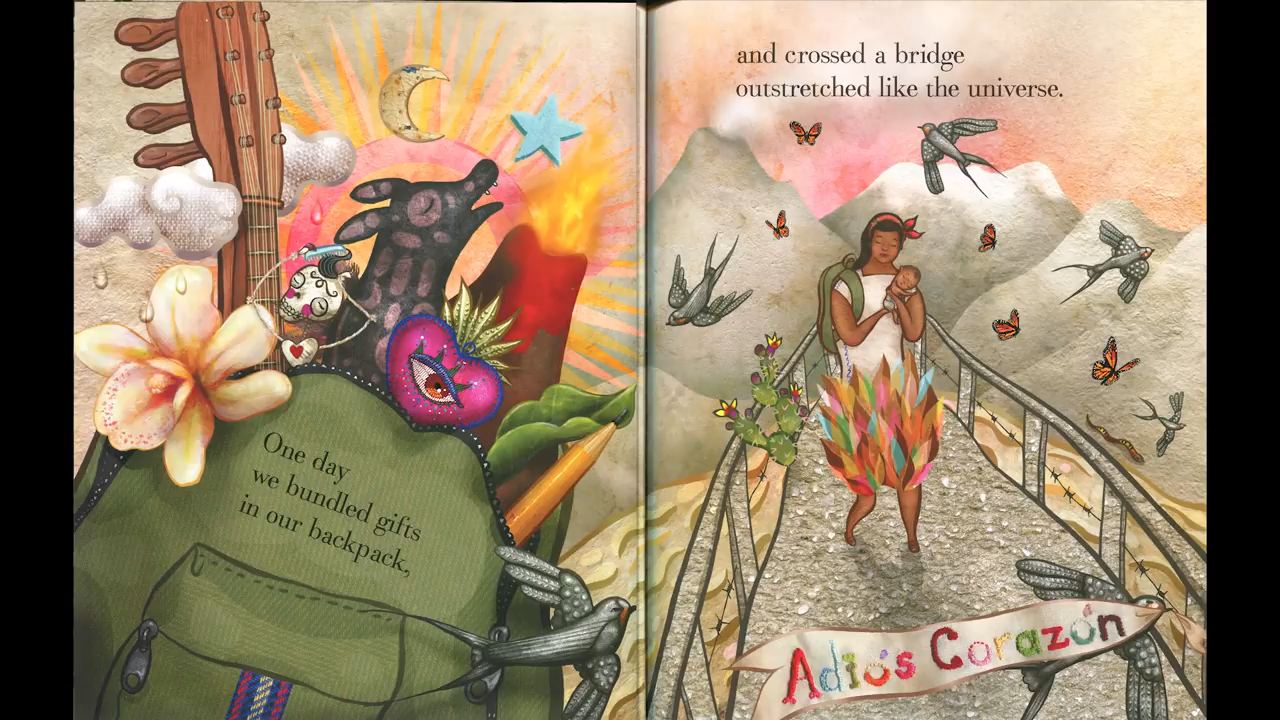 One day
we bundled gifts
in our backpack,
and crossed a bridge
outstretched like the universe.
Adiós Corazón